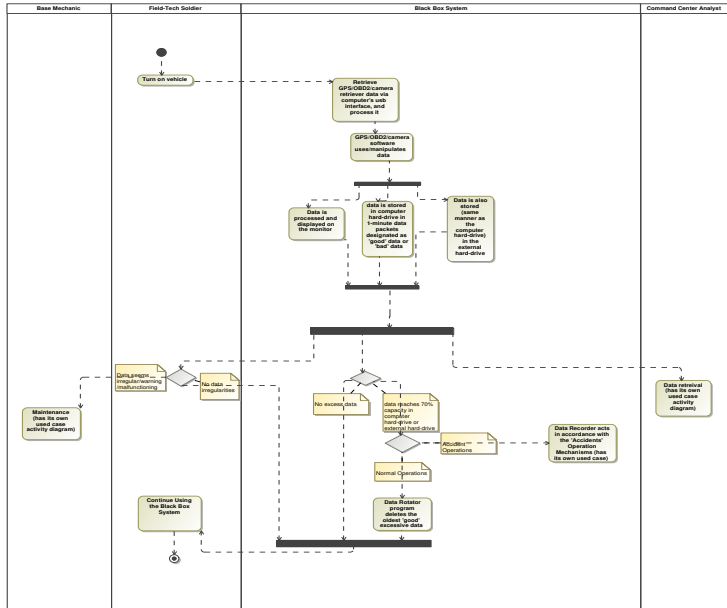 Base Mechanic
Field-Tech Soldier
Black Box System
Command Center Analyst
Turn on vehicle
Retrieve
GPS/OBD2/camera
retriever data via
computer's usb
interface, and
process it
GPS/OBD2/camera
software
uses/manipulates
data
Data is
processed and
displayed on
the monitor
data is stored
in computer
hard-drive in
1-minute data
packets
designated as
'good' data or
'bad' data
Data is also
stored
(same
manner as
the
computer
hard-drive)
in the
external
hard-drive
Data seems
irregular/warning
/malfunctioning
No data
irregularities
No excess data
data reaches 70%
capacity in
computer
hard-drive or
external hard-drive
Data retreival
(has its own
used case
activity
diagram)
Maintenance
(has its own
used case
activity diagram)
Accident
Operations
Data Recorder acts
in accordance with
the 'Accidents'
Operation
Mechanisms (has
its own used case)
Normal Operations
Continue Using
the Black Box
System
Data Rotator
program
deletes the
oldest 'good'
excessive data